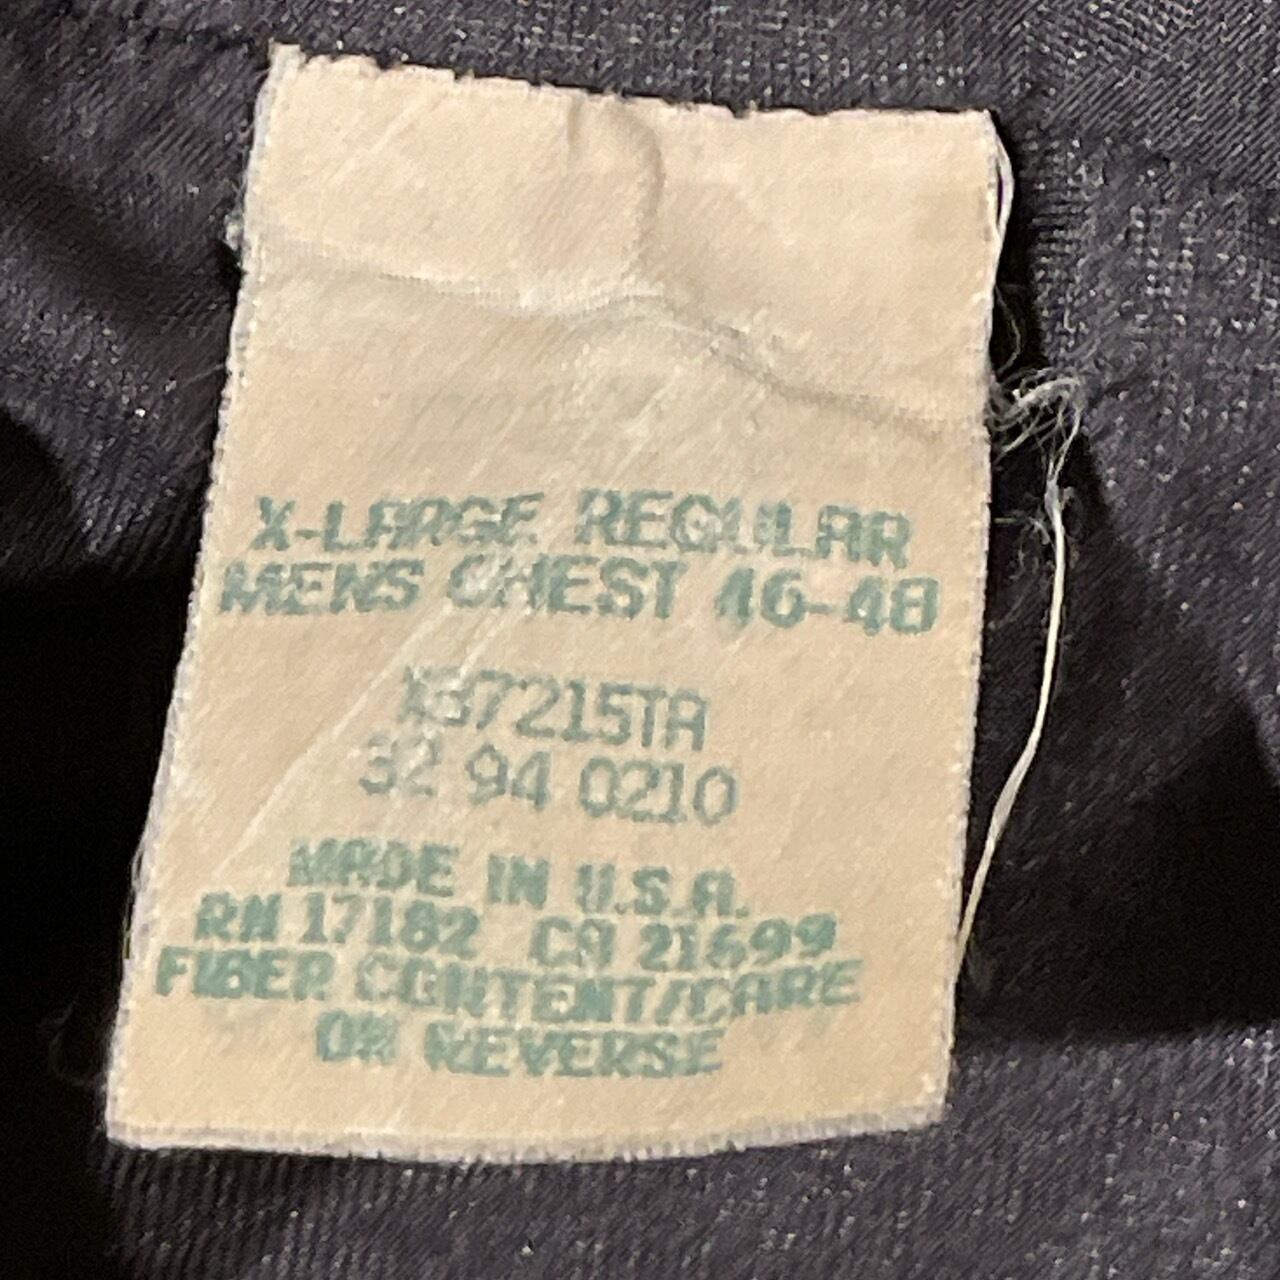 X-LARGE REGULAR
MENS CHEST 46-48
X37215TA
32 94 0210
MADE IN U.S.A.
RN 17182 CA 21699
FIBER CONTENT/CARE
ON REVERSE